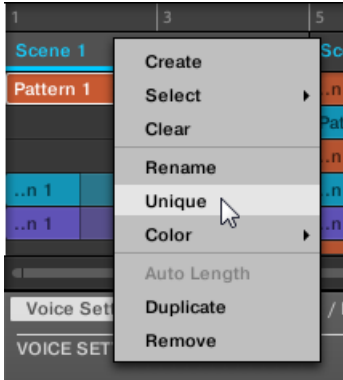 1 3 5
Scene 1 Sc
Create
Pattern 1 Select ..n
Clear Pat
Rename ..n
..n 1 Unique ..n
..n 1 Color ..n
Auto Length
Voice Sett Duplicate /
VOICE SET Remove